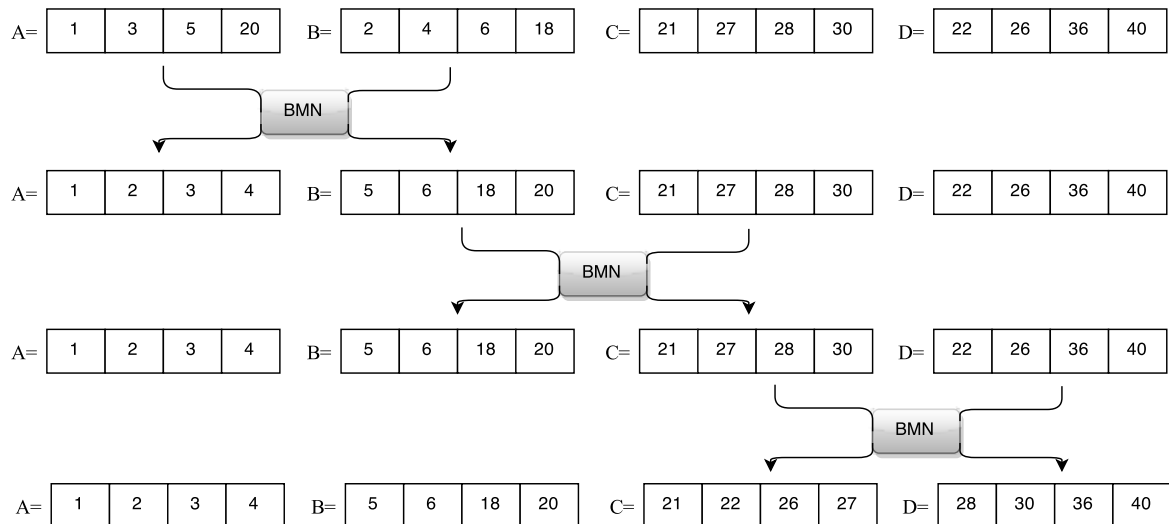 A= 1 3 5 20 B= 2 4 6 18 C= 21 27 28 30 D= 22 26 36 40
BMN
A= 1 2 3 4 B= 5 6 18 20 C= 21 27 28 30 D= 22 26 36 40
BMN
A= 1 2 3 4 B= 5 6 18 20 C= 21 27 28 30 D= 22 26 36 40
BMN
A= 1 2 3 4 B= 5 6 18 20 C= 21 22 26 27 D= 28 30 36 40